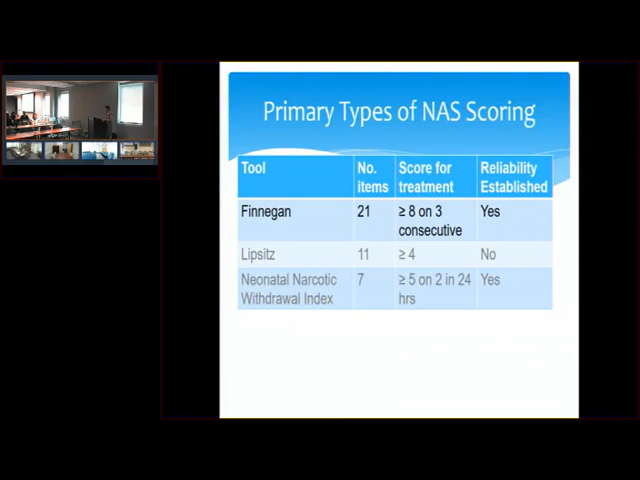 Primary Types of NAS Scoring
Tool No. items Score for treatment Reliability Established
Finnegan 21 ≥ 8 on 3 consecutive Yes
Lipsitz 11 ≥ 4 No
Neonatal Narcotic Withdrawal Index 7 ≥ 5 on 2 in 24 hrs Yes